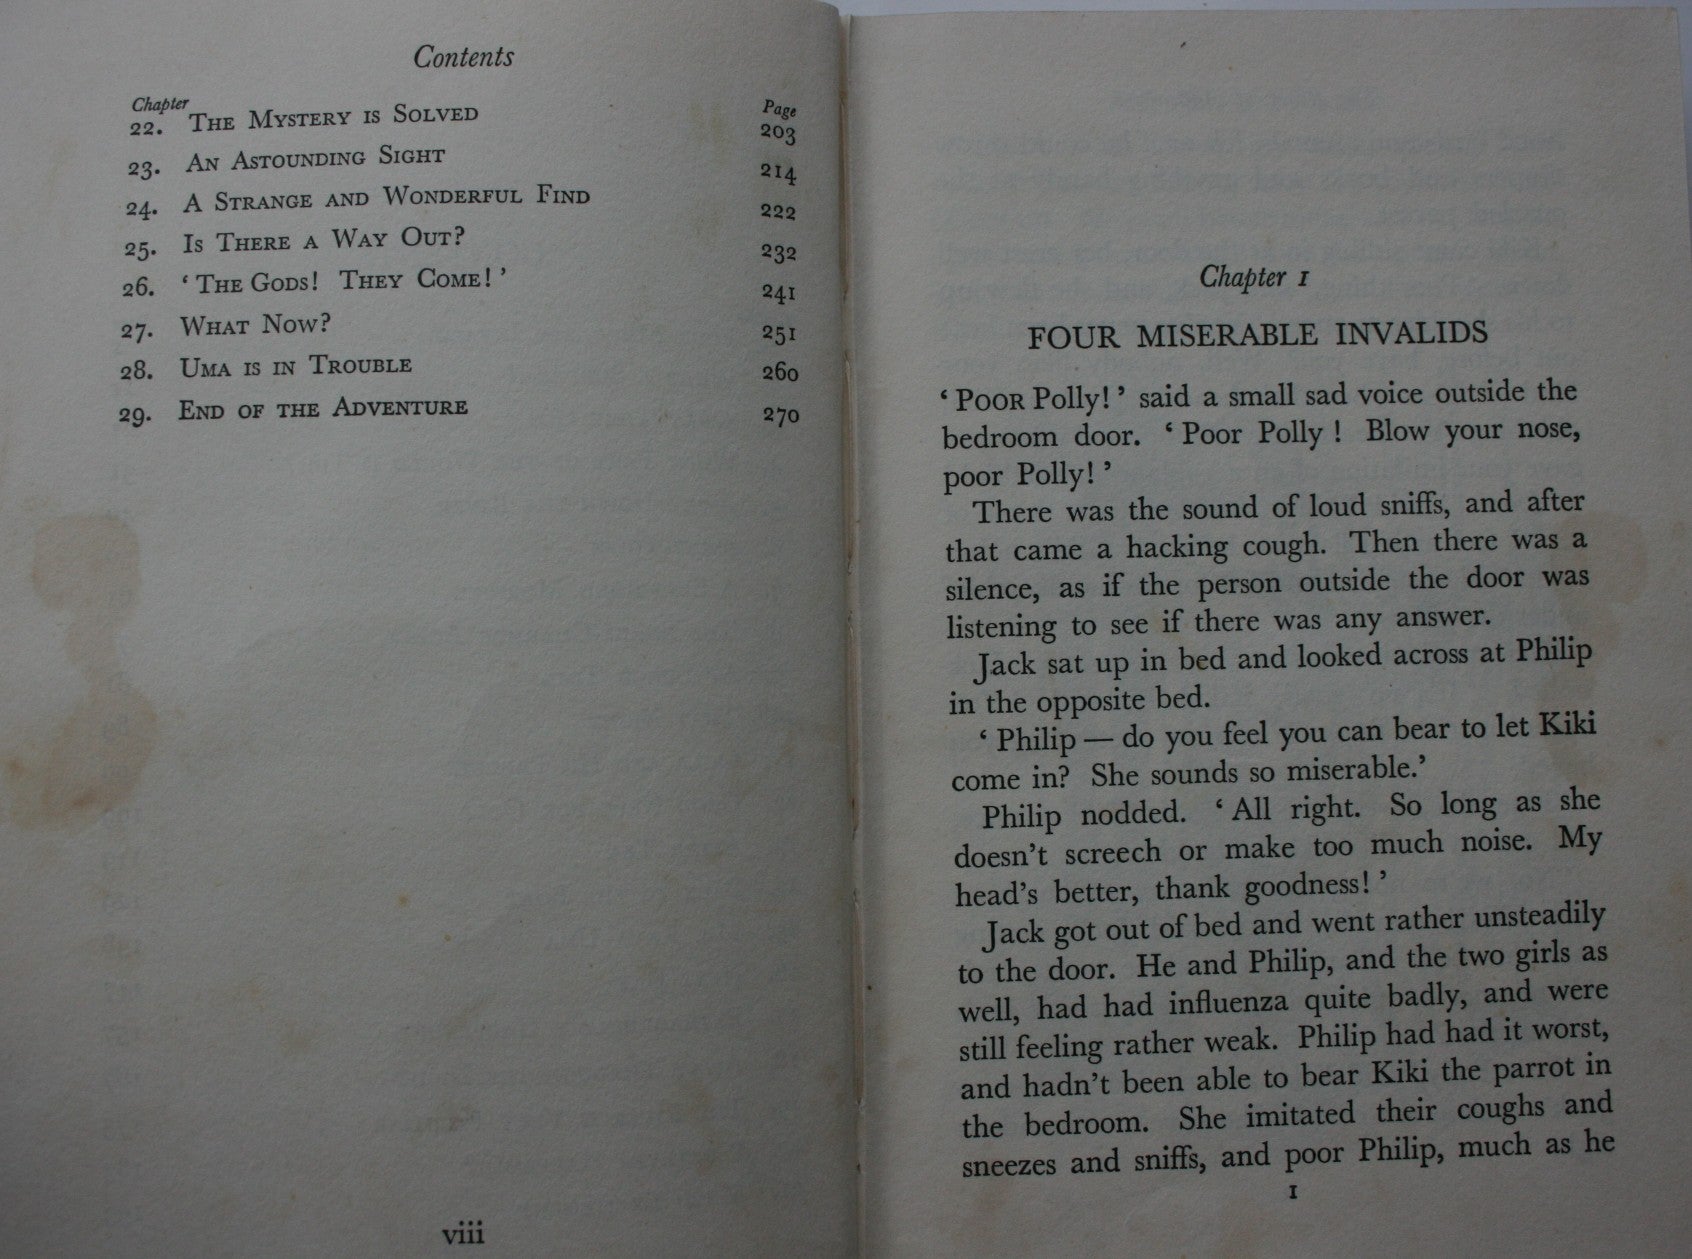 Contents
Chapter Page
22. The Mystery is Solved 203
23. An Astounding Sight 214
24. A Strange and Wonderful Find 222
25. Is There a Way Out? 232
26. ‘The Gods! They Come!’ 241
27. What Now? 251
28. Uma is in Trouble 260
29. End of the Adventure 270
viii
Chapter 1
FOUR MISERABLE INVALIDS
‘Poor Polly!’ said a small sad voice outside the
bedroom door. ‘Poor Polly! Blow your nose,
poor Polly!’
There was the sound of loud sniffs, and after
that came a hacking cough. Then there was a
silence, as if the person outside the door was
listening to see if there was any answer.
Jack sat up in bed and looked across at Philip
in the opposite bed.
‘Philip — do you feel you can bear to let Kiki
come in? She sounds so miserable.’
Philip nodded. ‘All right. So long as she
doesn’t screech or make too much noise. My
head’s better, thank goodness!’
Jack got out of bed and went rather unsteadily
to the door. He and Philip, and the two girls as
well, had had influenza quite badly, and were
still feeling rather weak. Philip had had it worst,
and hadn’t been able to bear Kiki the parrot in
the bedroom. She imitated their coughs and
sneezes and sniffs, and poor Philip, much as he
1